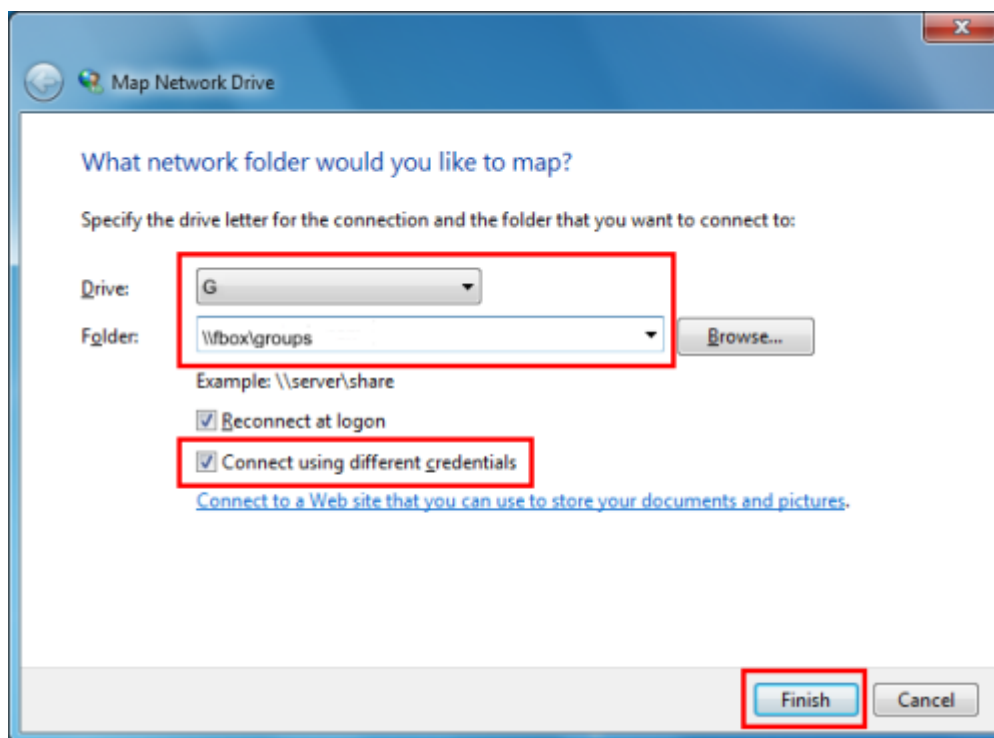 x
Map Network Drive
What network folder would you like to map?
Specify the drive letter for the connection and the folder that you want to connect to:
Drive: G
Folder: \\fbox\groups Browse...
Example: \\server\share
Reconnect at logon
Connect using different credentials
Connect to a Web site that you can use to store your documents and pictures.
Finish Cancel